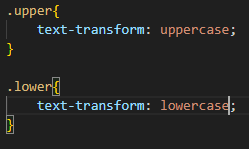 .upper{
    text-transform: uppercase;
}

.lower{
    text-transform: lowercase;
}